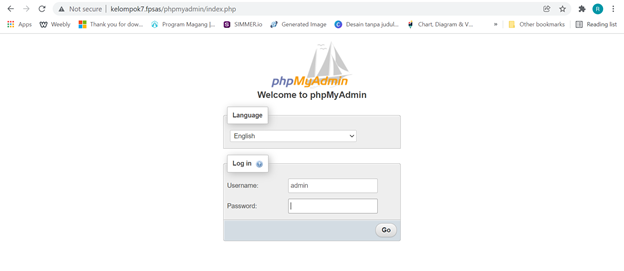 Not secure | kelompok7.fpsas/phpmyadmin/index.php
Apps Weebly Thank you for dow... Program Magang |... SIMMER.io Generated Image Desain tanpa judul... Chart, Diagram & V... » Other bookmarks Reading list
R
phpMyAdmin
Welcome to phpMyAdmin
Language
English
Log in
Username: admin
Password:
Go